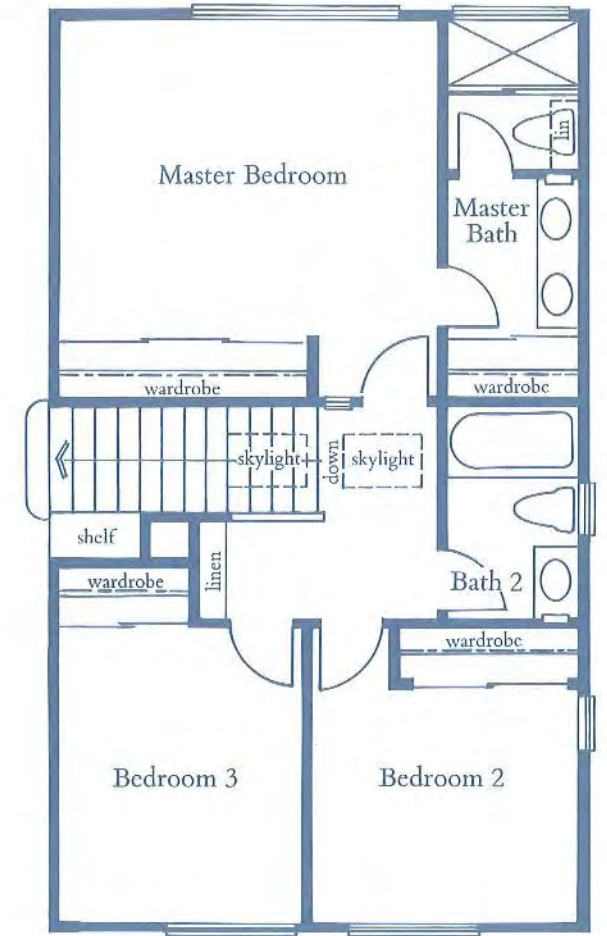 lin
Master Bedroom
Master
Bath
wardrobe
wardrobe
skylight
down
skylight
shelf
linen
wardrobe
Bath 2
wardrobe
Bedroom 3
Bedroom 2